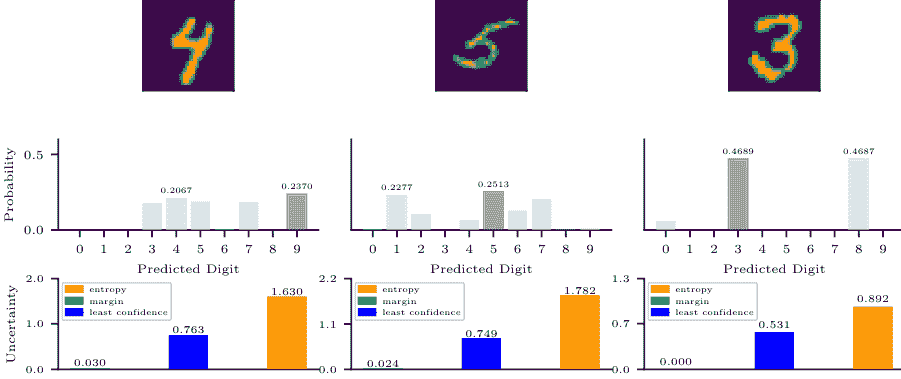 4 5 3
Probability
0.5
0.0
0.2067
0.2370
0.2277
0.2513
0.4689
0.4687
0 1 2 3 4 5 6 7 8 9
0 1 2 3 4 5 6 7 8 9
0 1 2 3 4 5 6 7 8 9
Predicted Digit
Predicted Digit
Predicted Digit
Uncertainty
2.0
1.0
0.0
entropy
margin
least confidence
0.030
0.763
1.630
2.2
1.1
0.0
entropy
margin
least confidence
0.024
0.749
1.782
1.3
0.7
0.0
entropy
margin
least confidence
0.000
0.531
0.892